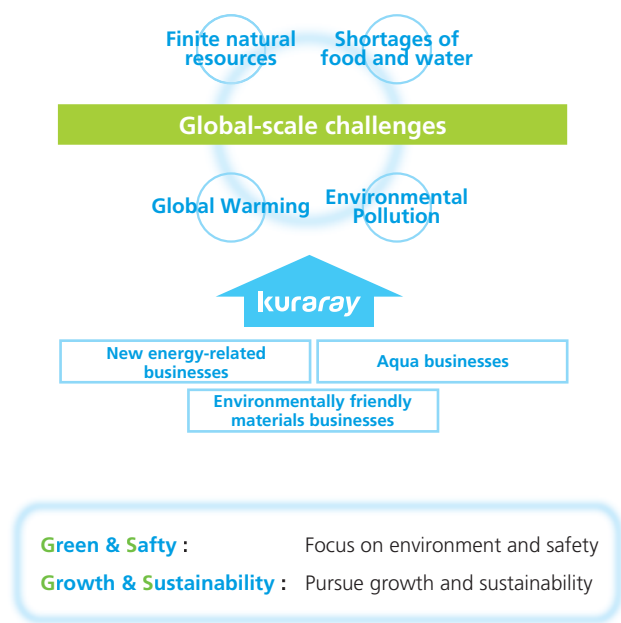 Finite natural
resources
Shortages of
food and water
Global-scale challenges
Global Warming
Environmental
Pollution
kuraray
New energy-related
businesses
Aqua businesses
Environmentally friendly
materials businesses
Green & Safty : Focus on environment and safety
Growth & Sustainability : Pursue growth and sustainability